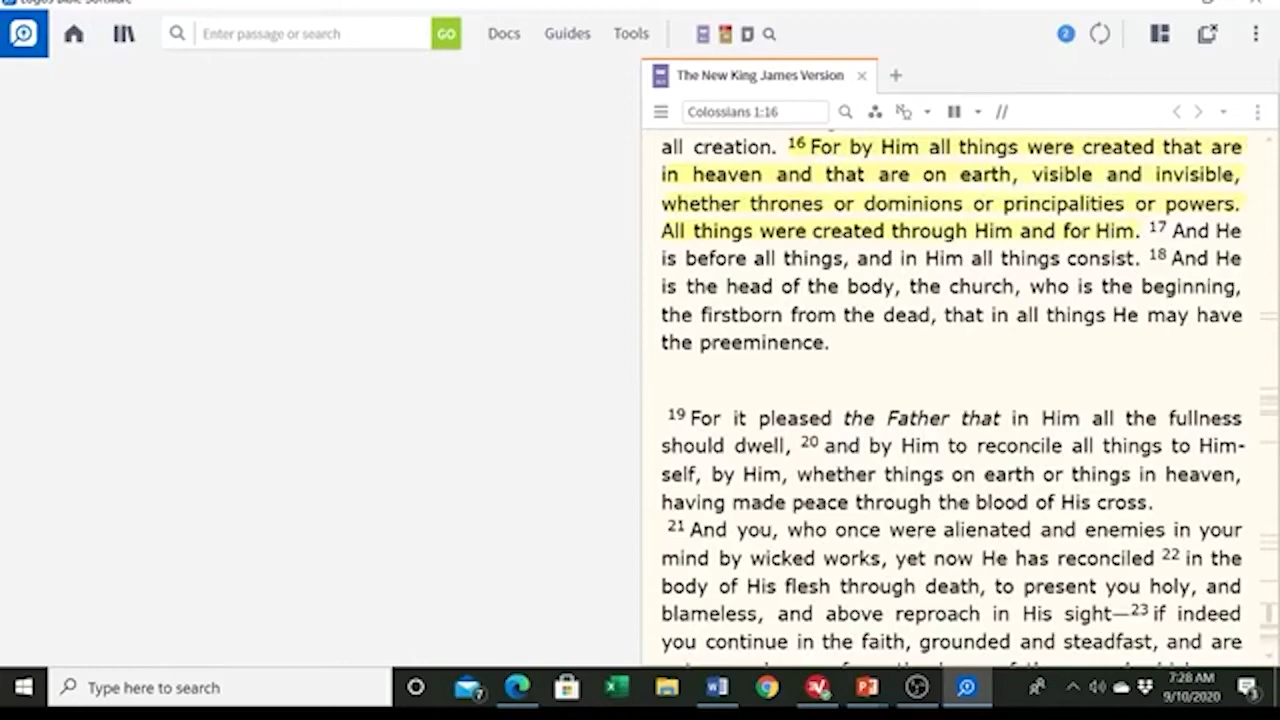 Logos Bible Software
Enter passage or search
GO
Docs
Guides
Tools
2
The New King James Version
Colossians 1:16
all creation. 16 For by Him all things were created that are
in heaven and that are on earth, visible and invisible,
whether thrones or dominions or principalities or powers.
All things were created through Him and for Him. 17 And He
is before all things, and in Him all things consist. 18 And He
is the head of the body, the church, who is the beginning,
the firstborn from the dead, that in all things He may have
the preeminence.
19 For it pleased the Father that in Him all the fullness
should dwell, 20 and by Him to reconcile all things to Him-
self, by Him, whether things on earth or things in heaven,
having made peace through the blood of His cross.
21 And you, who once were alienated and enemies in your
mind by wicked works, yet now He has reconciled 22 in the
body of His flesh through death, to present you holy, and
blameless, and above reproach in His sight—23 if indeed
you continue in the faith, grounded and steadfast, and are
Type here to search
7
7:28 AM
9/10/2020
3